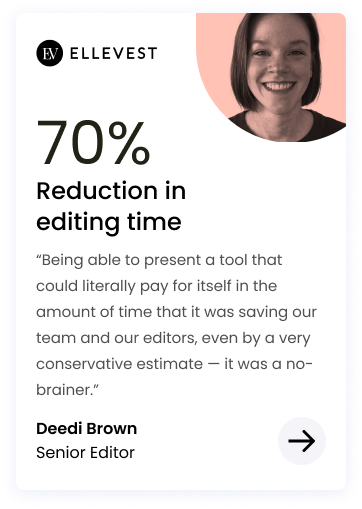 EV ELLEVEST
70%
Reduction in
editing time
“Being able to present a tool that
could literally pay for itself in the
amount of time that it was saving our
team and our editors, even by a very
conservative estimate — it was a no-
brainer.”
Deedi Brown
Senior Editor